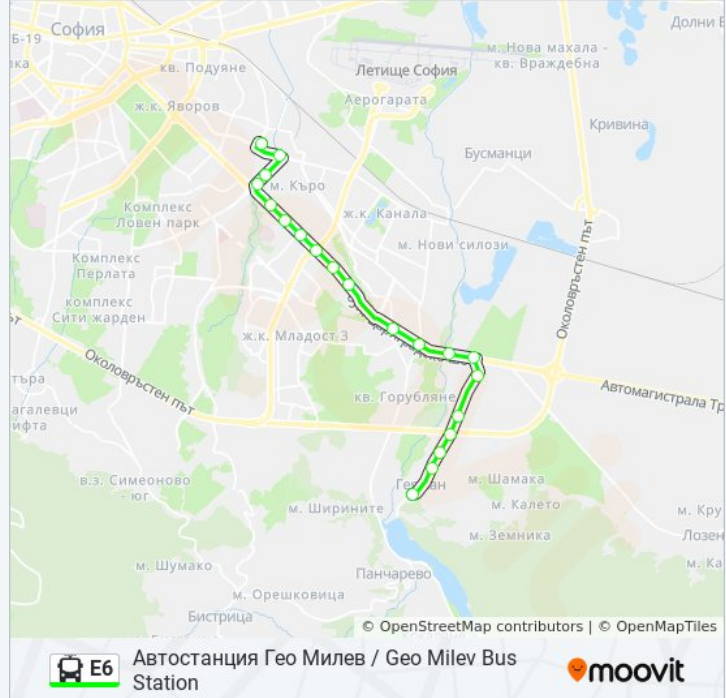 Долни
София
Б-19
м. Нова махала -
кв. Враждебна
кв. Подуяне
Летище София
лка
Аерогарата
ж.к. Яворов
Кривина
Бусманци
м. Къро
Комплекс
Ловен парк
ж.к. Канала
м. Нови силози
Комплекс
Перлата
Околовръстен път
комплекс
Сити жарден
ът
ж.к. Младост 3
Околовръстен път
Автомагистрала Тр
търа
кв. Горубляне
агалевци
ифта
в.з. Симеоново
- юг
м. Шамака
м. Ширините
м. Калето
м. Кру
м. Земника
Лозен
м. Ка
м. Шумако
Панчарево
м. Орешковица
Бистрица
© OpenStreetMap contributors | © OpenMapTiles
E6
Автостанция Гео Милев / Geo Milev Bus
Station
moovit